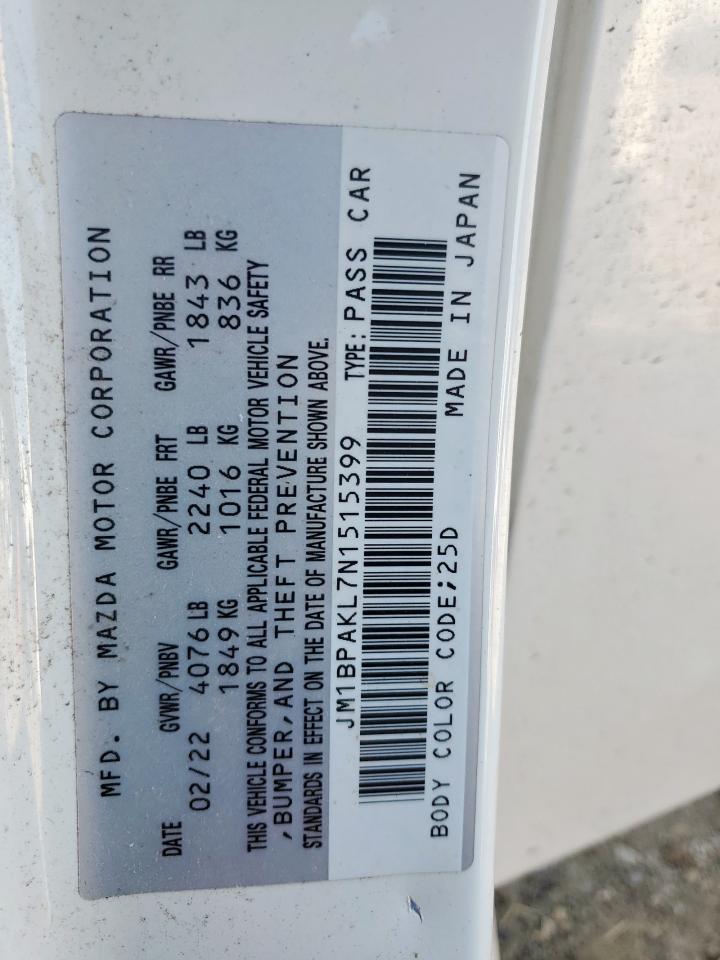 MFD. BY MAZDA MOTOR CORPORATION
DATE GVWR/PNBV GAWR/PNBE FRT GAWR/PNBE RR
02/22 4076 LB 2240 LB 1843 LB
1849 KG 1016 KG 836 KG
THIS VEHICLE CONFORMS TO ALL APPLICABLE FEDERAL MOTOR VEHICLE SAFETY
,BUMPER,AND THEFT PREVENTION
STANDARDS IN EFFECT ON THE DATE OF MANUFACTURE SHOWN ABOVE.
JM1BPAKL7N1515399 TYPE: PASS CAR
BODY COLOR CODE;25D MADE IN JAPAN